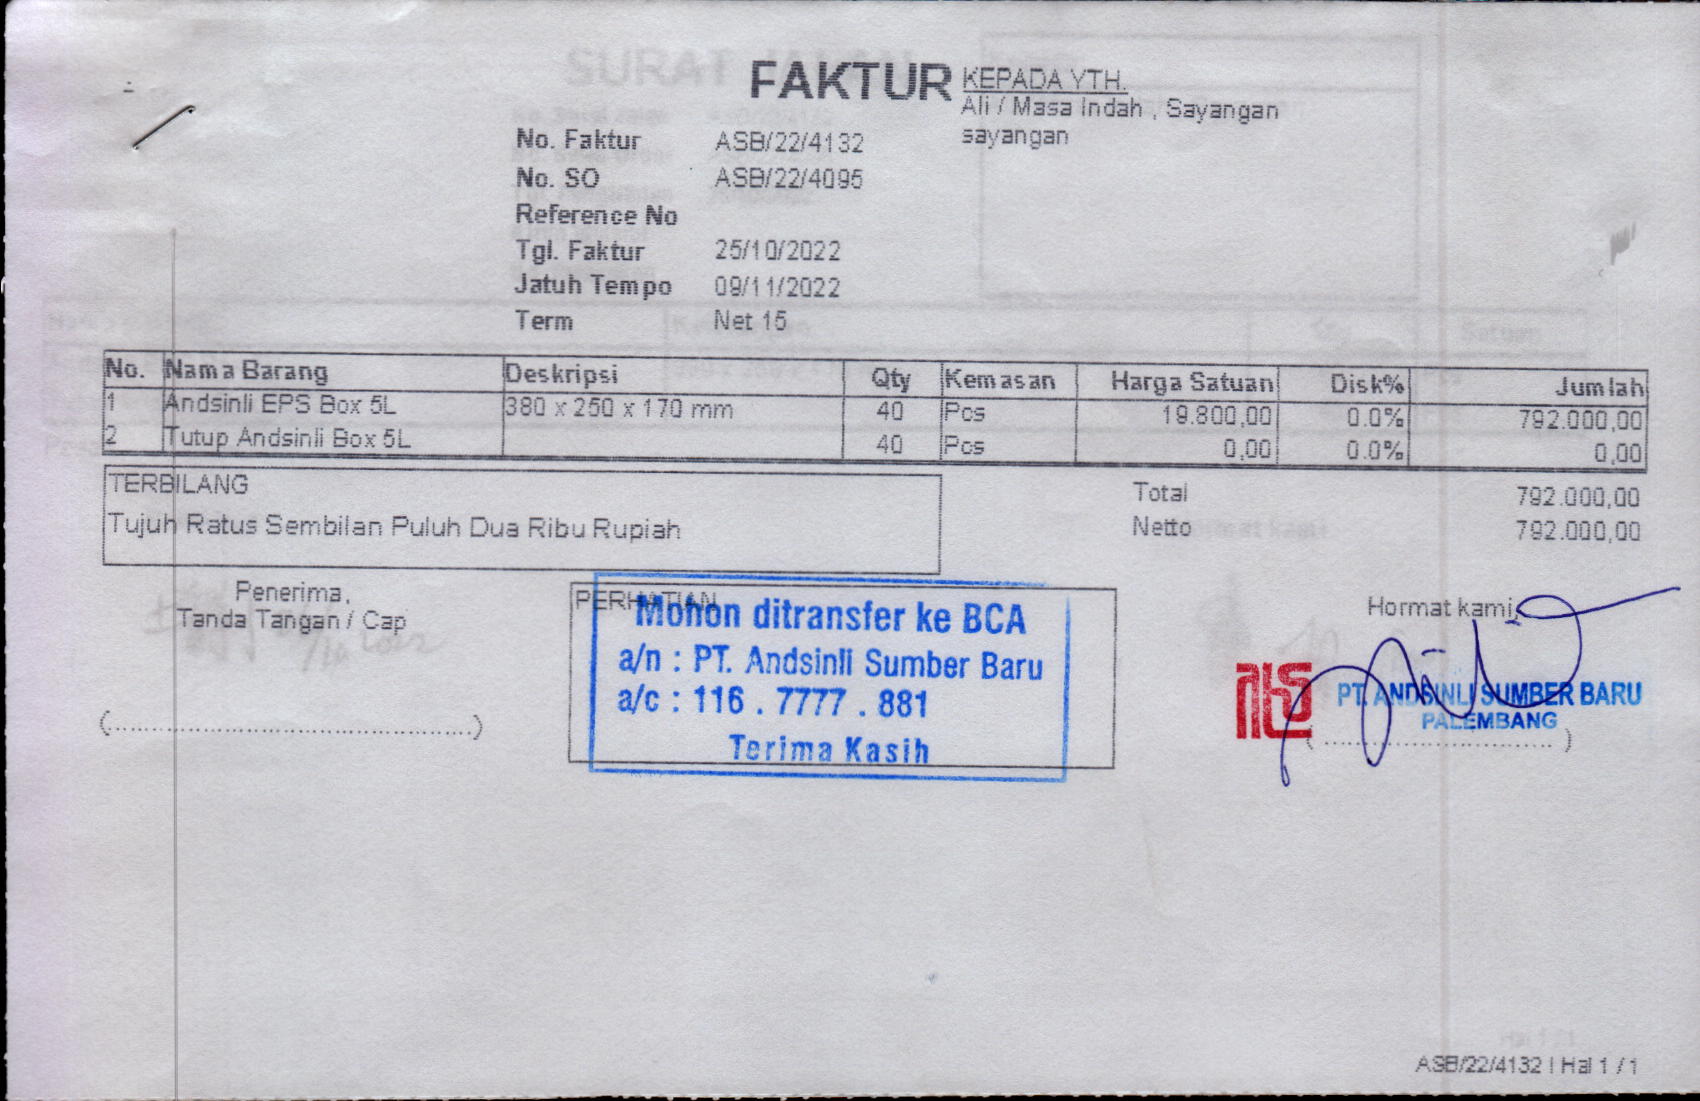 FAKTUR
KEPADA YTH.
Ali / Masa Indah , Sayangan
sayangan
No. Faktur ASB/22/4132
No. SO ASB/22/4095
Reference No
Tgl. Faktur 25/10/2022
Jatuh Tempo 09/11/2022
Term Net 15
No. Nama Barang Deskripsi Qty Kemasan Harga Satuan Disk% Jumlah
1 Andsinli EPS Box 5L 380 x 250 x 170 mm 40 Pcs 19.800,00 0.0% 792.000,00
2 Tutup Andsinli Box 5L 40 Pcs 0,00 0.0% 0,00
TERBILANG
Tujuh Ratus Sembilan Puluh Dua Ribu Rupiah
Total 792.000,00
Netto 792.000,00
Penerima,
Tanda Tangan / Cap
(...........................................................)
PERHATIAN
Mohon ditransfer ke BCA
a/n : PT. Andsinli Sumber Baru
a/c : 116 . 7777 . 881
Terima Kasih
Hormat kami,
PT. ANDSINLI SUMBER BARU
PALEMBANG
( ...................................... )
ASB/22/4132 | Hal 1 / 1